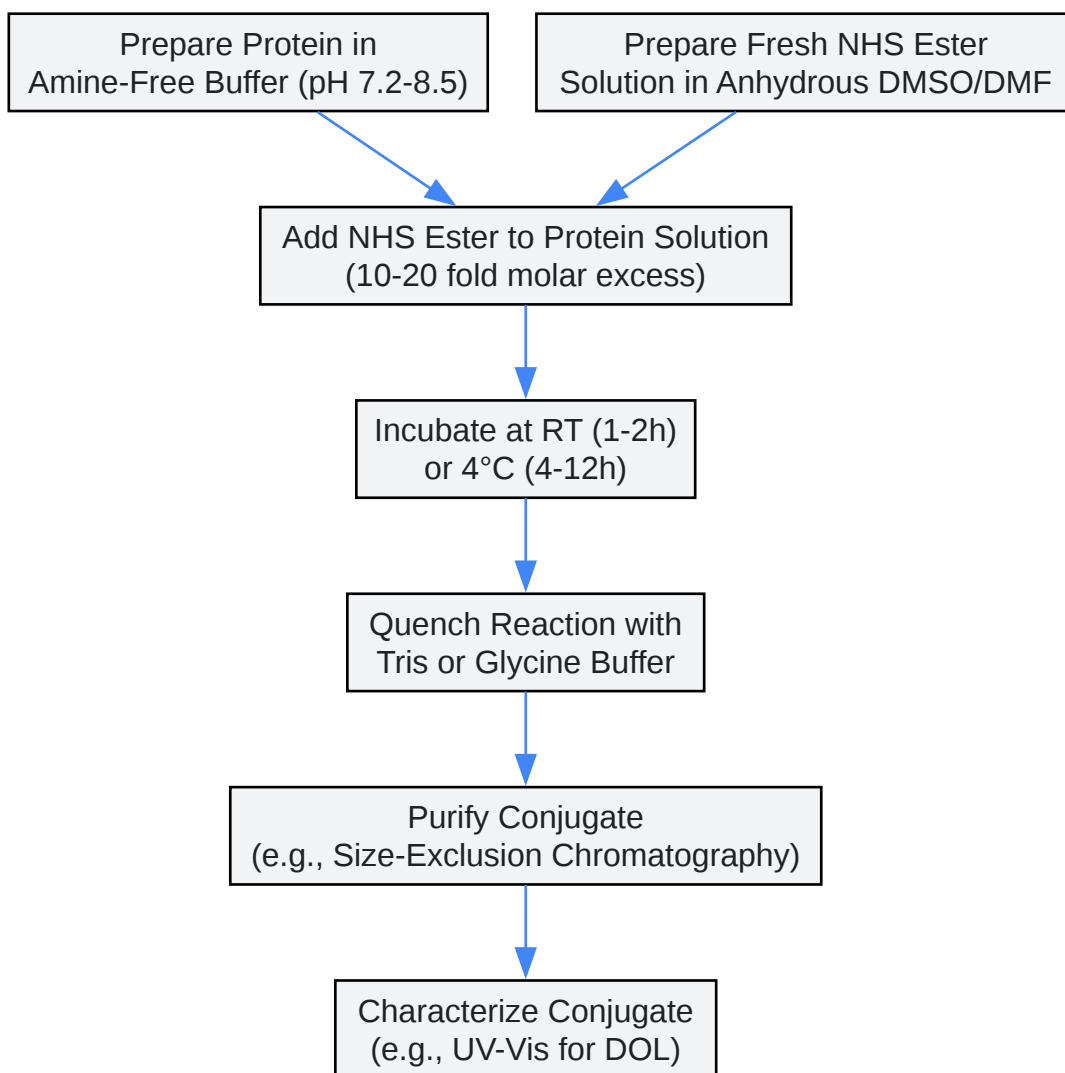 Prepare Protein in
Amine-Free Buffer (pH 7.2-8.5)
Prepare Fresh NHS Ester
Solution in Anhydrous DMSO/DMF
Add NHS Ester to Protein Solution
(10-20 fold molar excess)
Incubate at RT (1-2h)
or 4°C (4-12h)
Quench Reaction with
Tris or Glycine Buffer
Purify Conjugate
(e.g., Size-Exclusion Chromatography)
Characterize Conjugate
(e.g., UV-Vis for DOL)